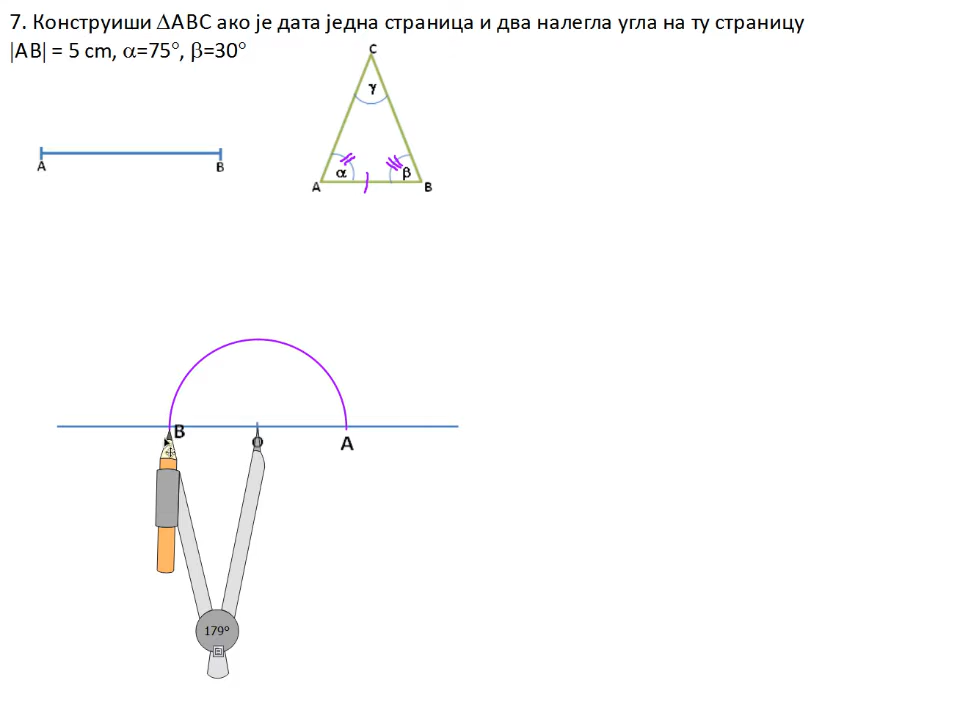 7. Конструиши ∆ABC ако је дата једна страница и два налегла угла на ту страницу
|AB| = 5 cm, α=75°, β=30°
C
γ
A
B
α
β
A
B
B
O
A
179°